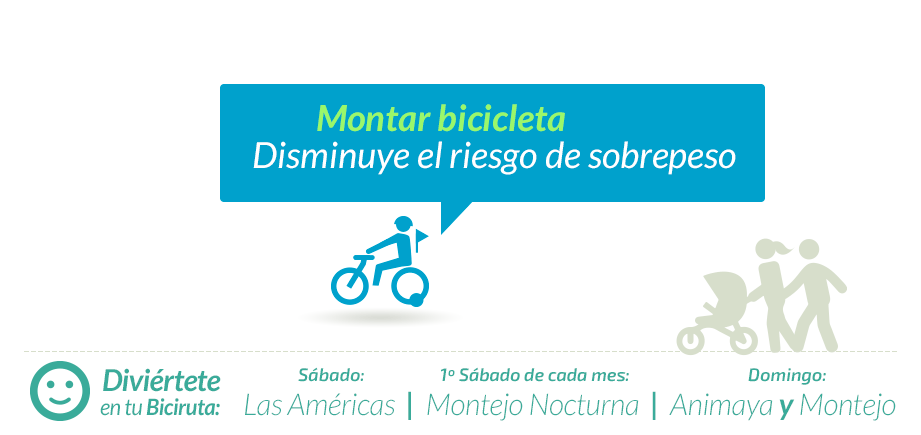 Montar bicicleta
Disminuye el riesgo de sobrepeso
Diviértete
en tu Biciruta:
Sábado:
Las Américas
1º Sábado de cada mes:
Montejo Nocturna
Domingo:
Animaya y Montejo